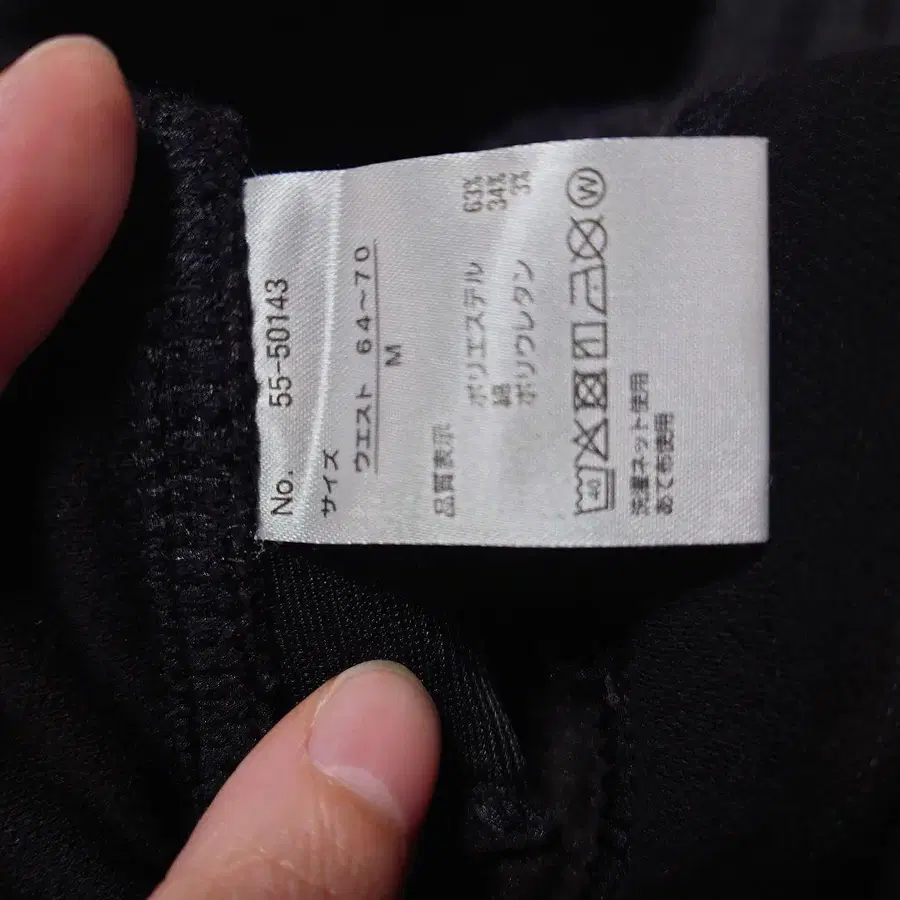 No. 55-50143
サイズ
ウエスト 64～70
M
品質表示
ポリエステル 63%
綿 34%
ポリウレタン 3%
40 W
洗濯ネット使用
あて布使用